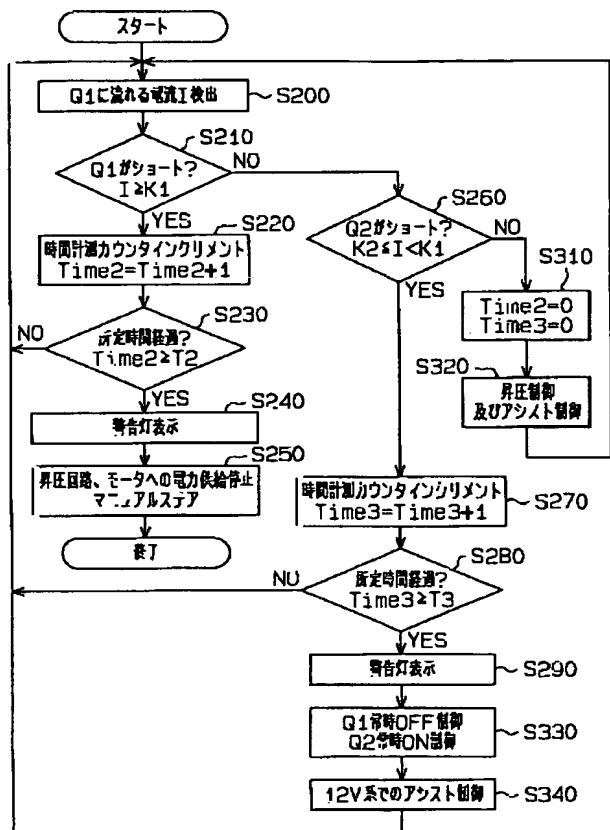 スタート
Q1に流れる電流I検出
S200
S210
Q1がショート?
I≧K1
NO
YES
S220
時間計測カウンタインクリメント
Time2=Time2+1
S230
NO
所定時間経過?
Time2≧T2
YES
S240
警告灯表示
S250
昇圧回路、モータへの電力供給停止
マニュアルステア
終了
S260
Q2がショート?
K2≦I<K1
NO
YES
S310
Time2=0
Time3=0
S320
昇圧制御
及びアシスト制御
時間計測カウンタインクリメント
Time3=Time3+1
S270
S280
NO
所定時間経過?
Time3≧T3
YES
警告灯表示
S290
Q1常時OFF制御
Q2常時ON制御
S330
12V系でのアシスト制御
S340